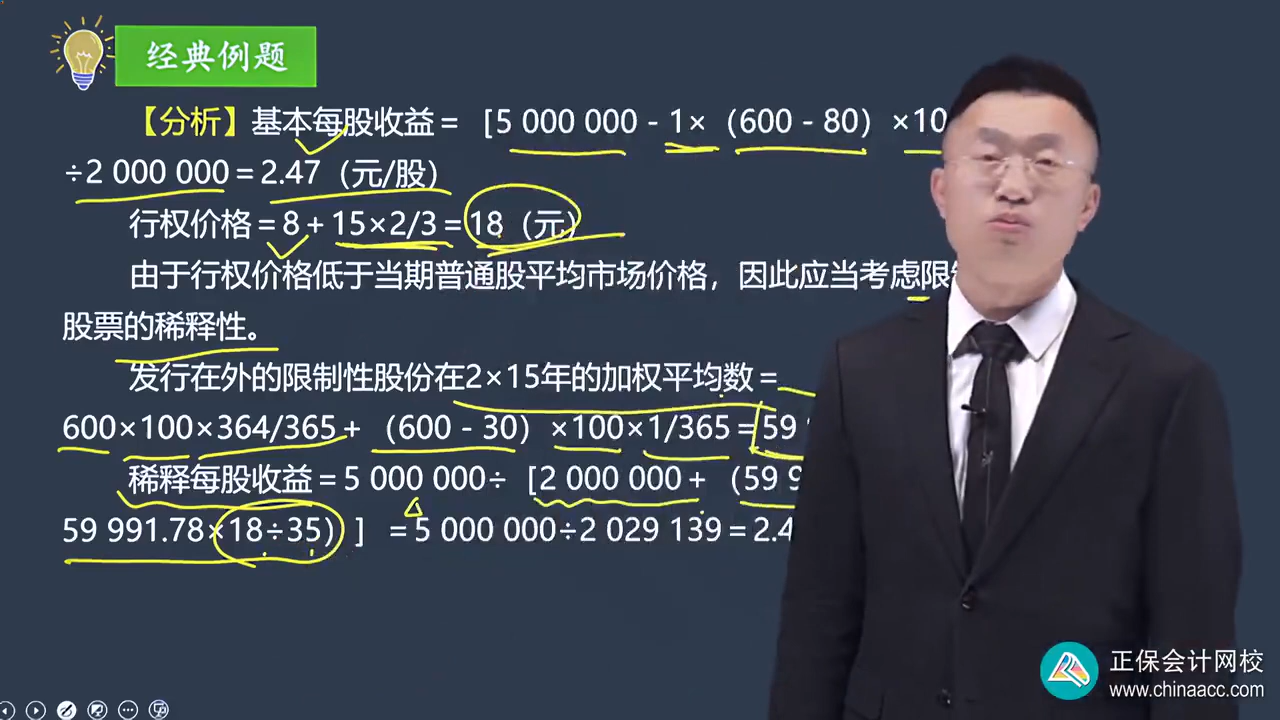 经典例题
【分析】基本每股收益＝［5 000 000－1×（600－80）×10
÷2 000 000＝2.47（元/股）
行权价格＝8＋15×2/3＝18（元）
由于行权价格低于当期普通股平均市场价格，因此应当考虑限
股票的稀释性。
发行在外的限制性股份在2×15年的加权平均数＝
600×100×364/365＋（600－30）×100×1/365＝59
稀释每股收益＝5 000 000÷［2 000 000＋（59 9
59 991.78×18÷35）］＝5 000 000÷2 029 139＝2.4
正保会计网校
www.chinaacc.com